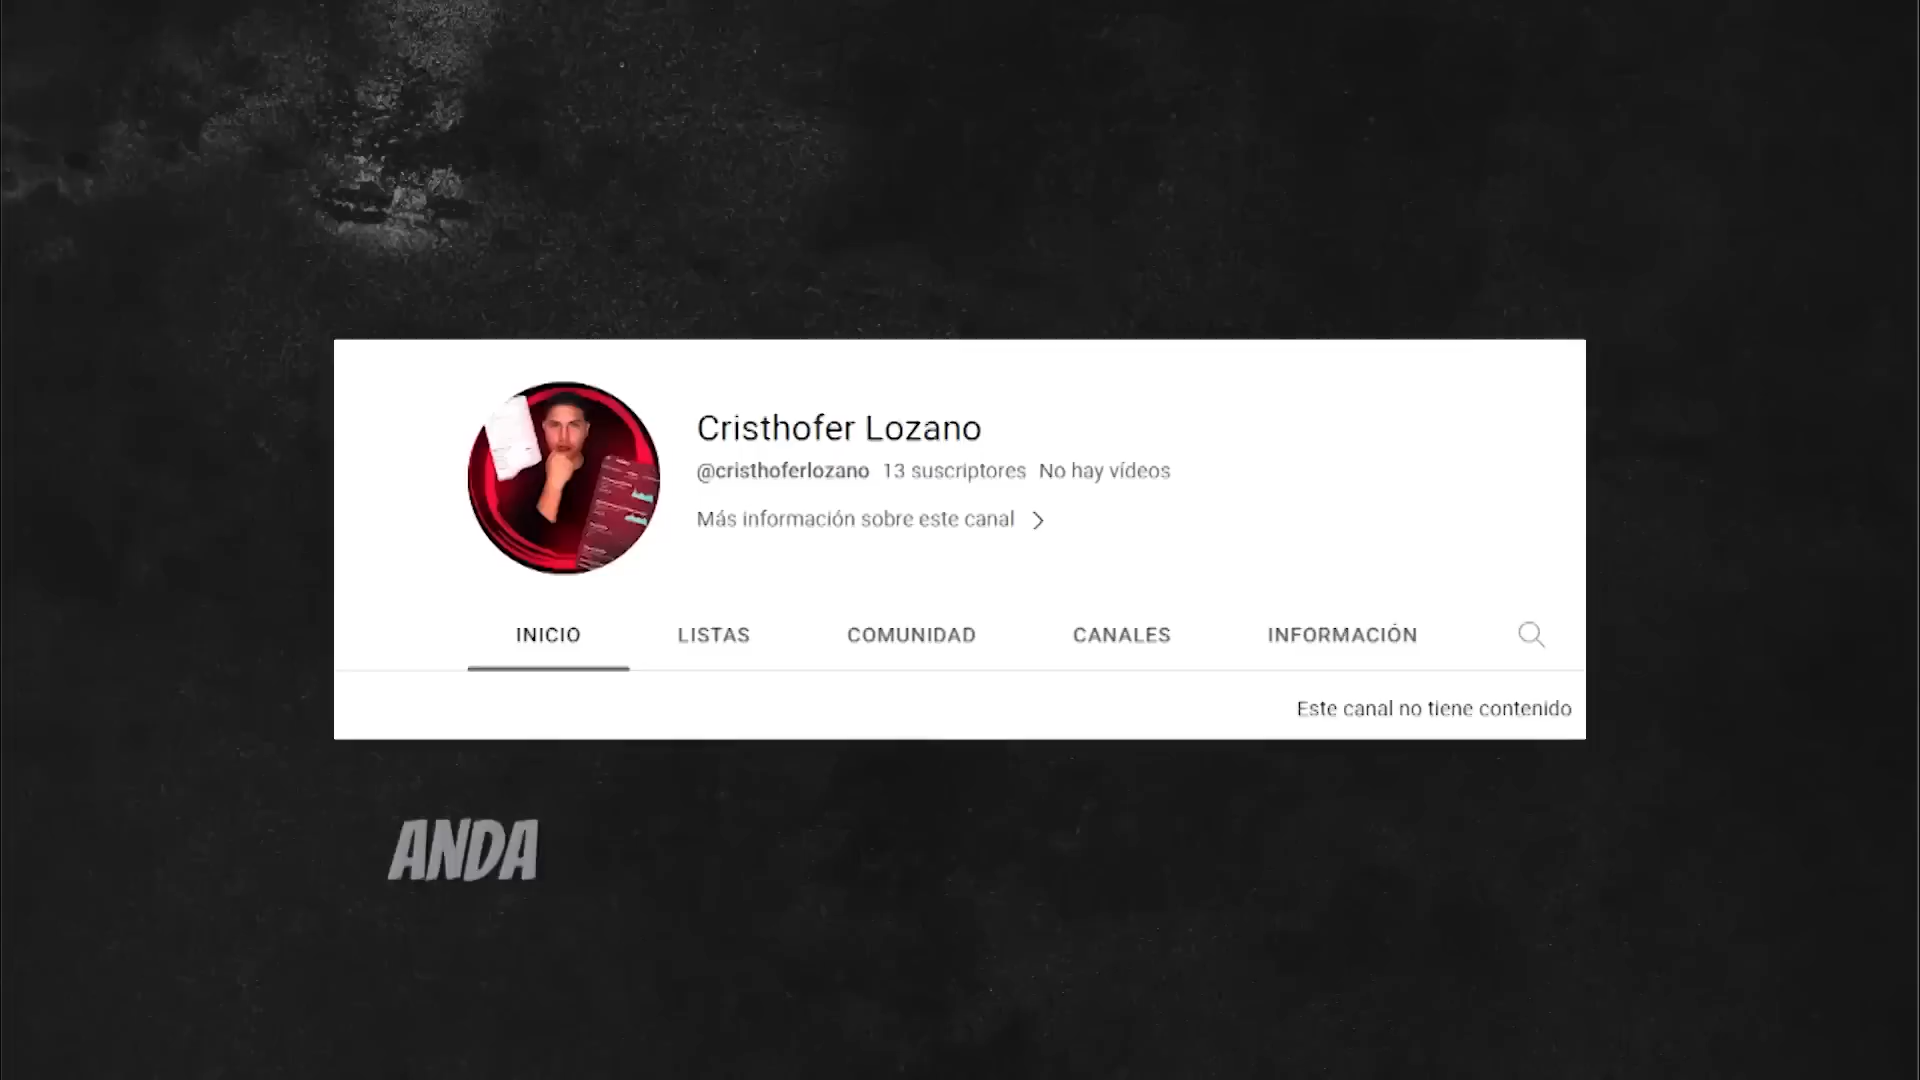 Cristhofer Lozano
@cristhoferlozano 13 suscriptores No hay vídeos
Más información sobre este canal
INICIO LISTAS COMUNIDAD CANALES INFORMACIÓN
Este canal no tiene contenido
ANDA